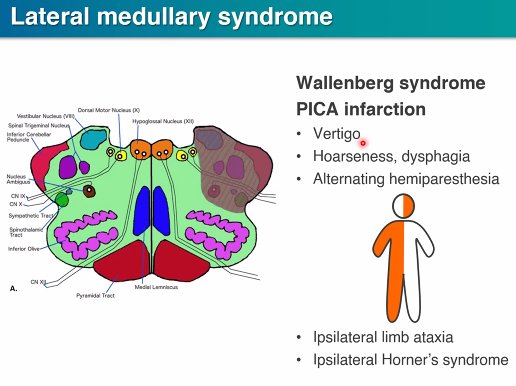 Lateral medullary syndrome
Wallenberg syndrome
PICA infarction
• Vertigo
• Hoarseness, dysphagia
• Alternating hemiparesthesia
• Ipsilateral limb ataxia
• Ipsilateral Horner's syndrome
Dorsal Motor Nucleus (X)
Vestibular Nucleus (VIII)
Hypoglossal Nucleus (XII)
Spinal Trigeminal Nucleus
Inferior Cerebellar
Peduncle
Nucleus
Ambiquus
CN IX
CN X
Sympathetic Tract
Spinothalamic
Tract
Inferior Olive
CN XII
A.
Pyramidal Tract
Medial Lemniscus